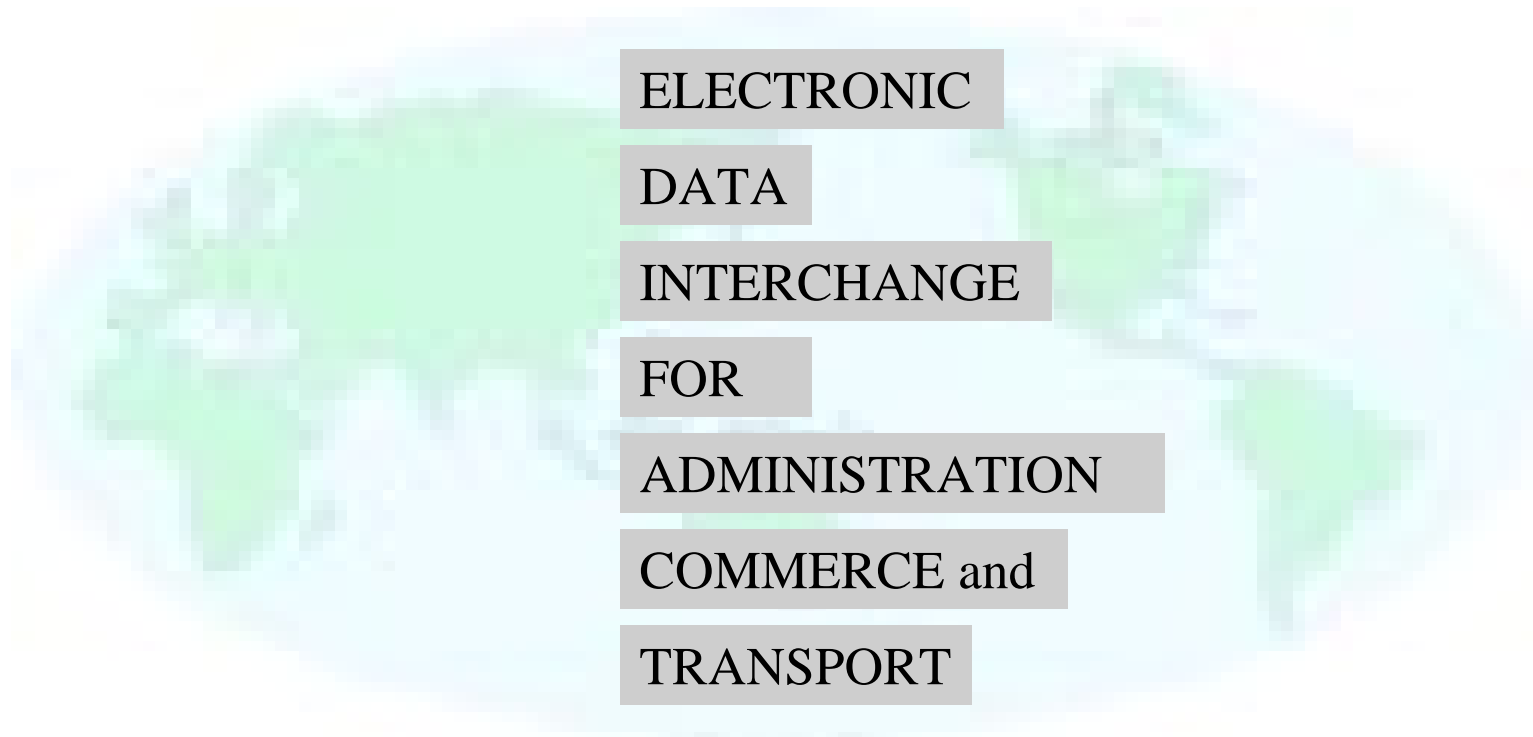 ELECTRONIC
DATA
INTERCHANGE
FOR
ADMINISTRATION
COMMERCE and
TRANSPORT